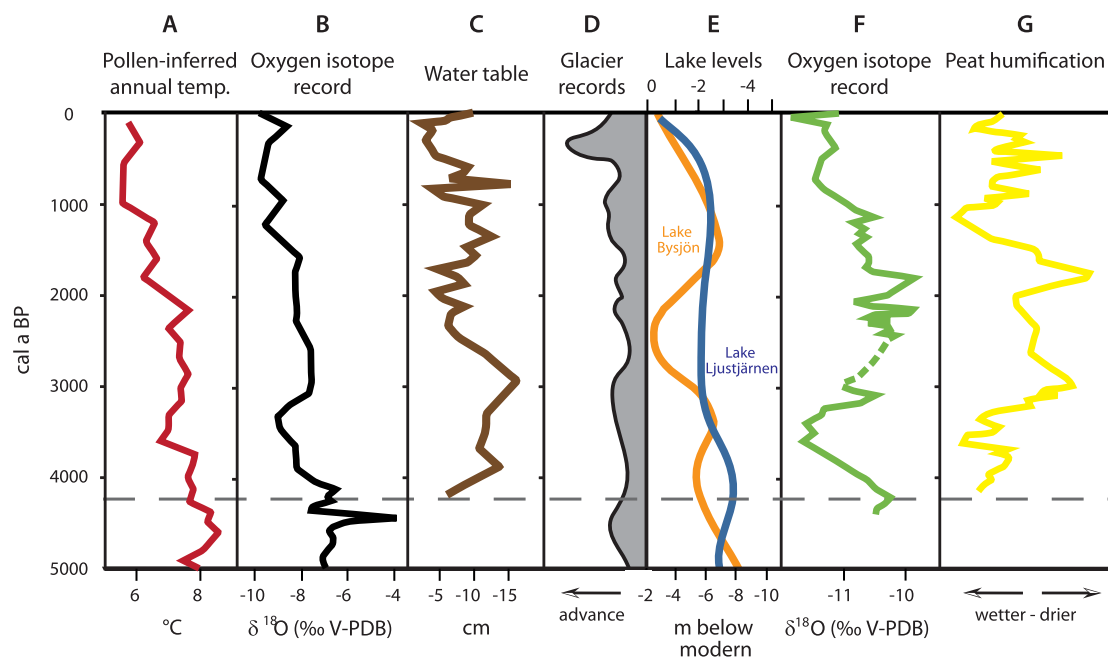 A B C D E F G
Pollen-inferred annual temp.
Oxygen isotope record
Water table
Glacier records
Lake levels
Oxygen isotope record
Peat humification
0 -2 -4
cal a BP
0
1000
2000
3000
4000
5000
Lake Bysjön
Lake Ljustjärnen
6 8
°C
-10 -8 -6 -4
δ 18O (‰ V-PDB)
-5 -10 -15
cm
advance
-2 -4 -6 -8 -10
m below modern
-11 -10
δ18O (‰ V-PDB)
wetter - drier